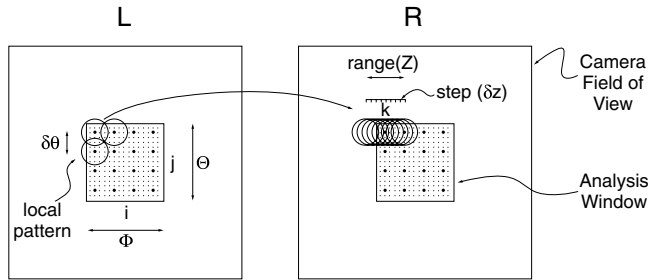 L
R
range(Z)
step (δz)
k
Camera
Field of
View
δθ
j
Θ
local
pattern
i
Φ
Analysis
Window